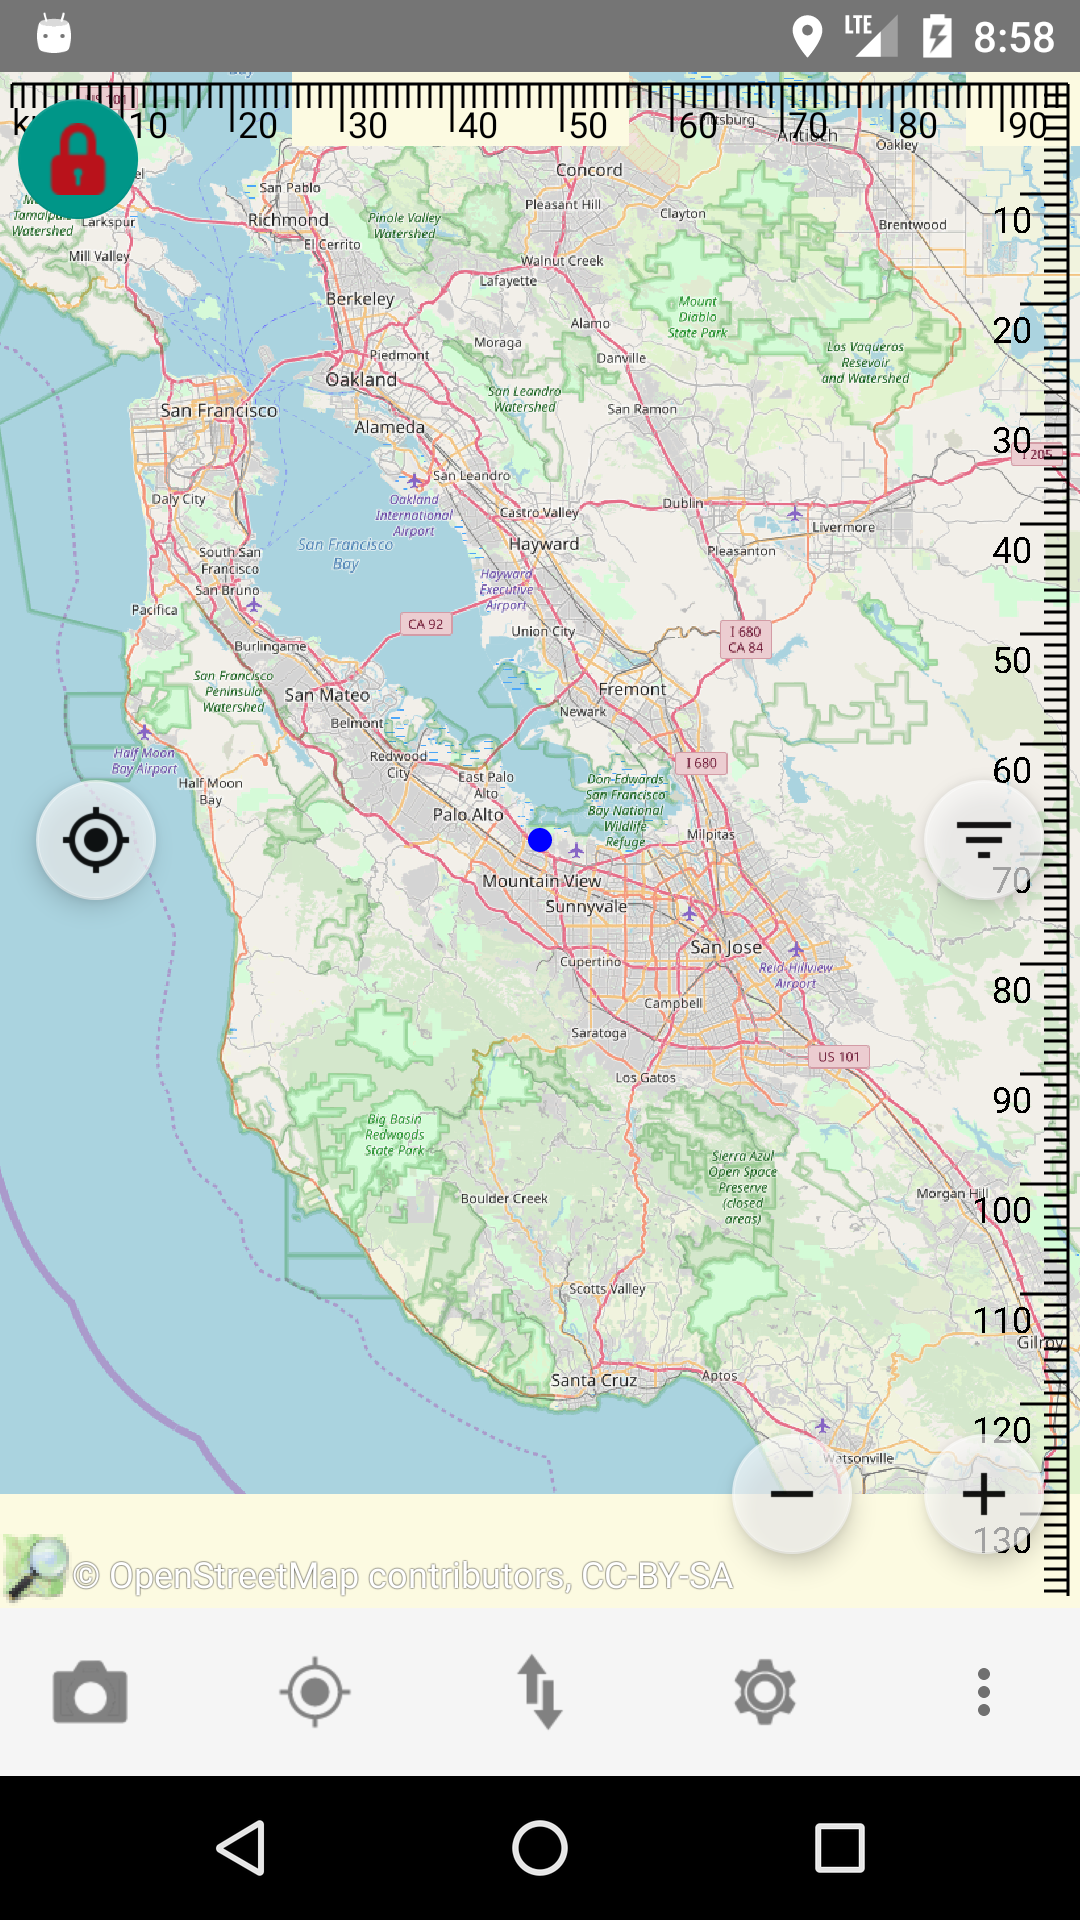 LTE 8:58
US 101
10 20 30 40 50 60 70 80 90
Pittsburg
Antioch
Oakley
Concord
San Pablo
Pleasant Hill
Richmond
Pinole Valley
Watershed
Clayton
Tamalpais
Watershed
Larkspur
Brentwood
10
El Cerrito
Mill Valley
Walnut Creek
Lafayette
Berkeley
Mount
Diablo
State Park
Alamo
20
Moraga
Piedmont
Danville
Los Vaqueros
Resevoir
and Watershed
Oakland
San Leandro
Watershed
San Francisco
San Ramon
Alameda
30
I 205
San Leandro
Daly City
Oakland
International
Airport
Castro Valley
Dublin
Livermore
San Francisco
Bay
Hayward
Pleasanton
40
South San
Francisco
San Bruno
Hayward
Executive
Airport
Pacifica
CA 92
Union City
I 680
CA 84
Burlingame
50
San Francisco
Peninsula
Watershed
San Mateo
Fremont
Belmont
Newark
Half Moon
Bay Airport
Redwood
City
I 680
60
Half Moon
Bay
East Palo
Alto
Don Edwards
San Francisco
Bay National
Wildlife
Refuge
Palo Alto
Milpitas
Mountain View
70
Sunnyvale
San Jose
Cupertino
Reid-Hillview
Airport
80
Campbell
Saratoga
US 101
Los Gatos
90
Big Basin
Redwoods
State Park
Sierra Azul
Open Space
Preserve
(closed
areas)
Boulder Creek
Morgan Hill
100
Scotts Valley
110
Gilroy
Santa Cruz
Aptos
120
Watsonville
130
© OpenStreetMap contributors, CC-BY-SA